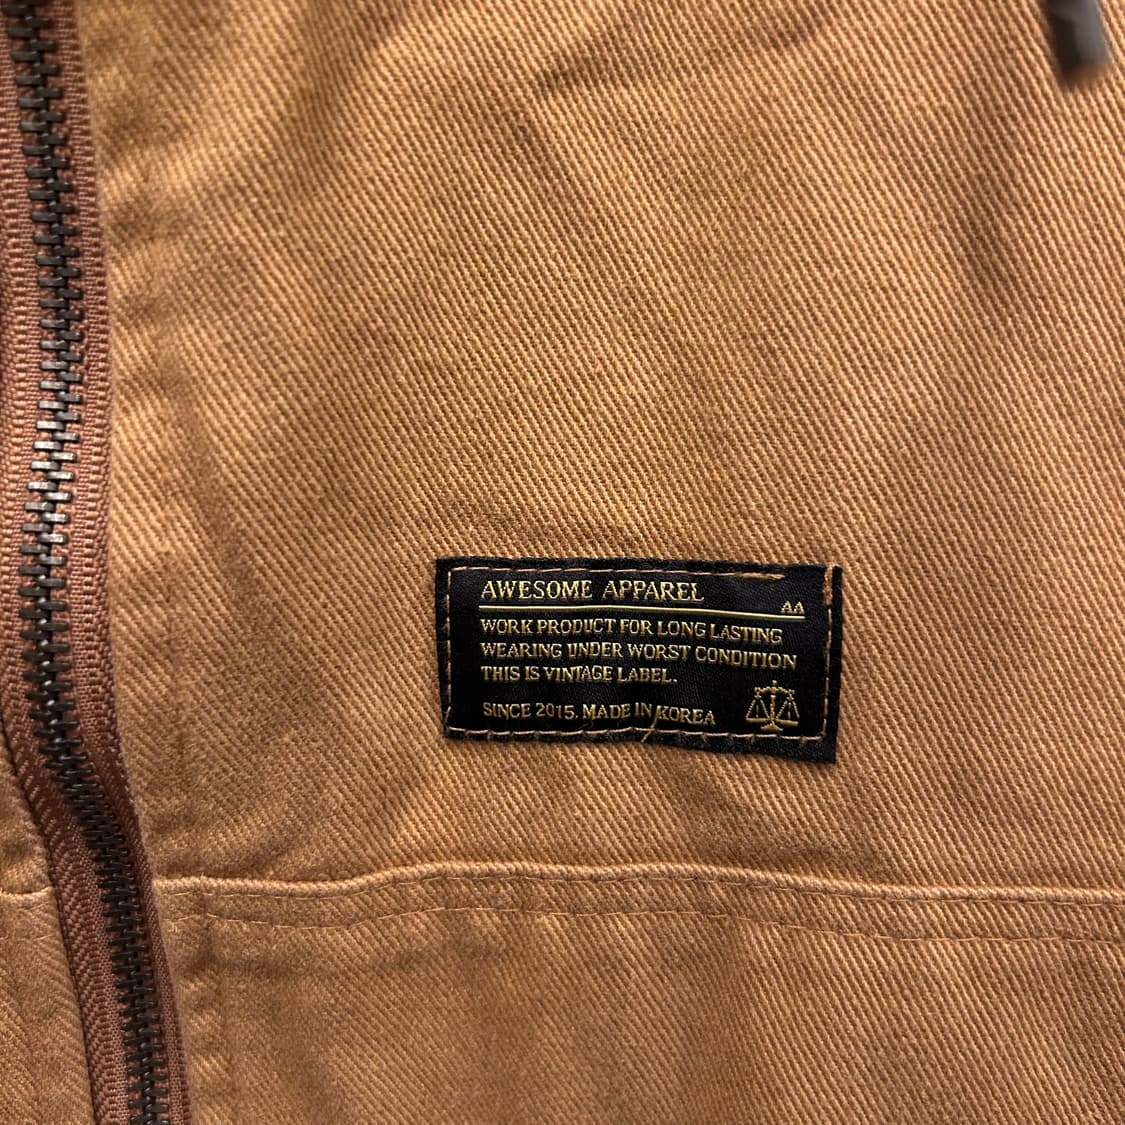 AWESOME APPAREL
AA
WORK PRODUCT FOR LONG LASTING
WEARING UNDER WORST CONDITION
THIS IS VINTAGE LABEL.
SINCE 2015. MADE IN KOREA